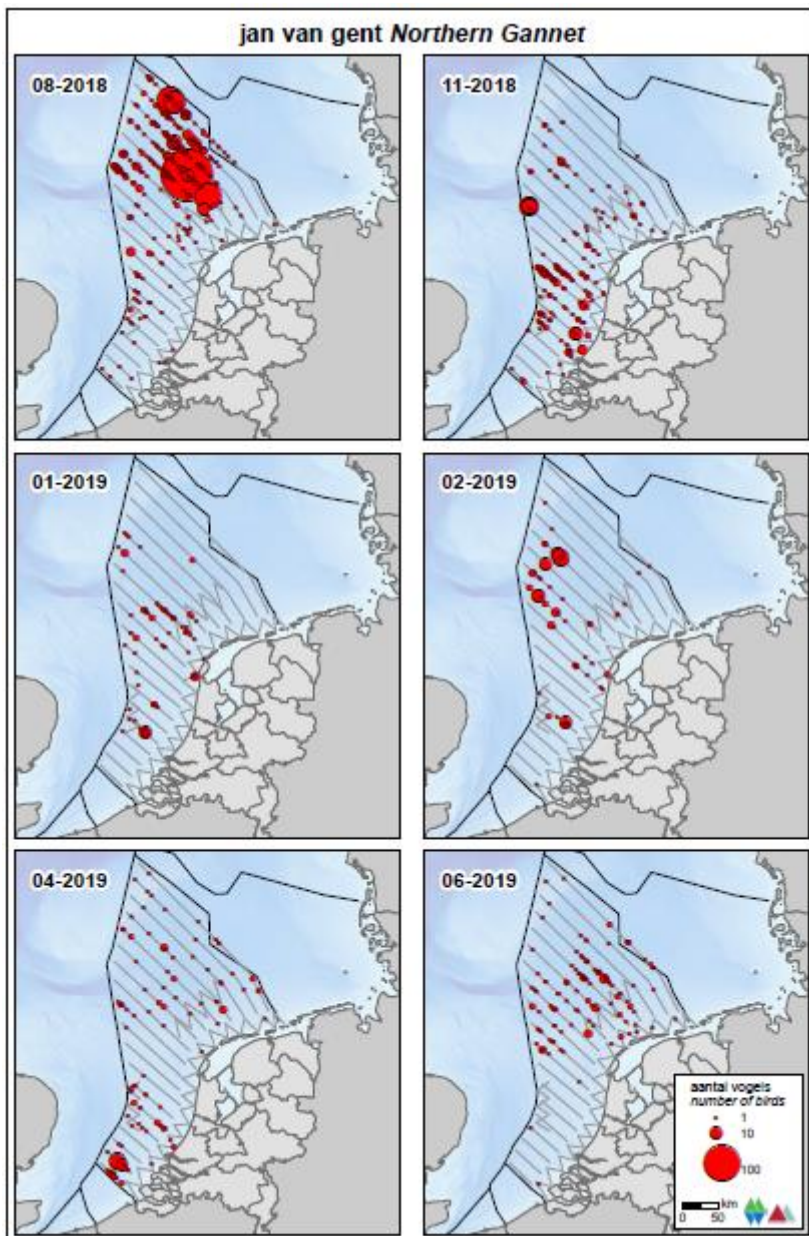 jan van gent Northern Gannet
08-2018
11-2018
01-2019
02-2019
04-2019
06-2019
aantal vogels
number of birds
1
10
100
km
0 50